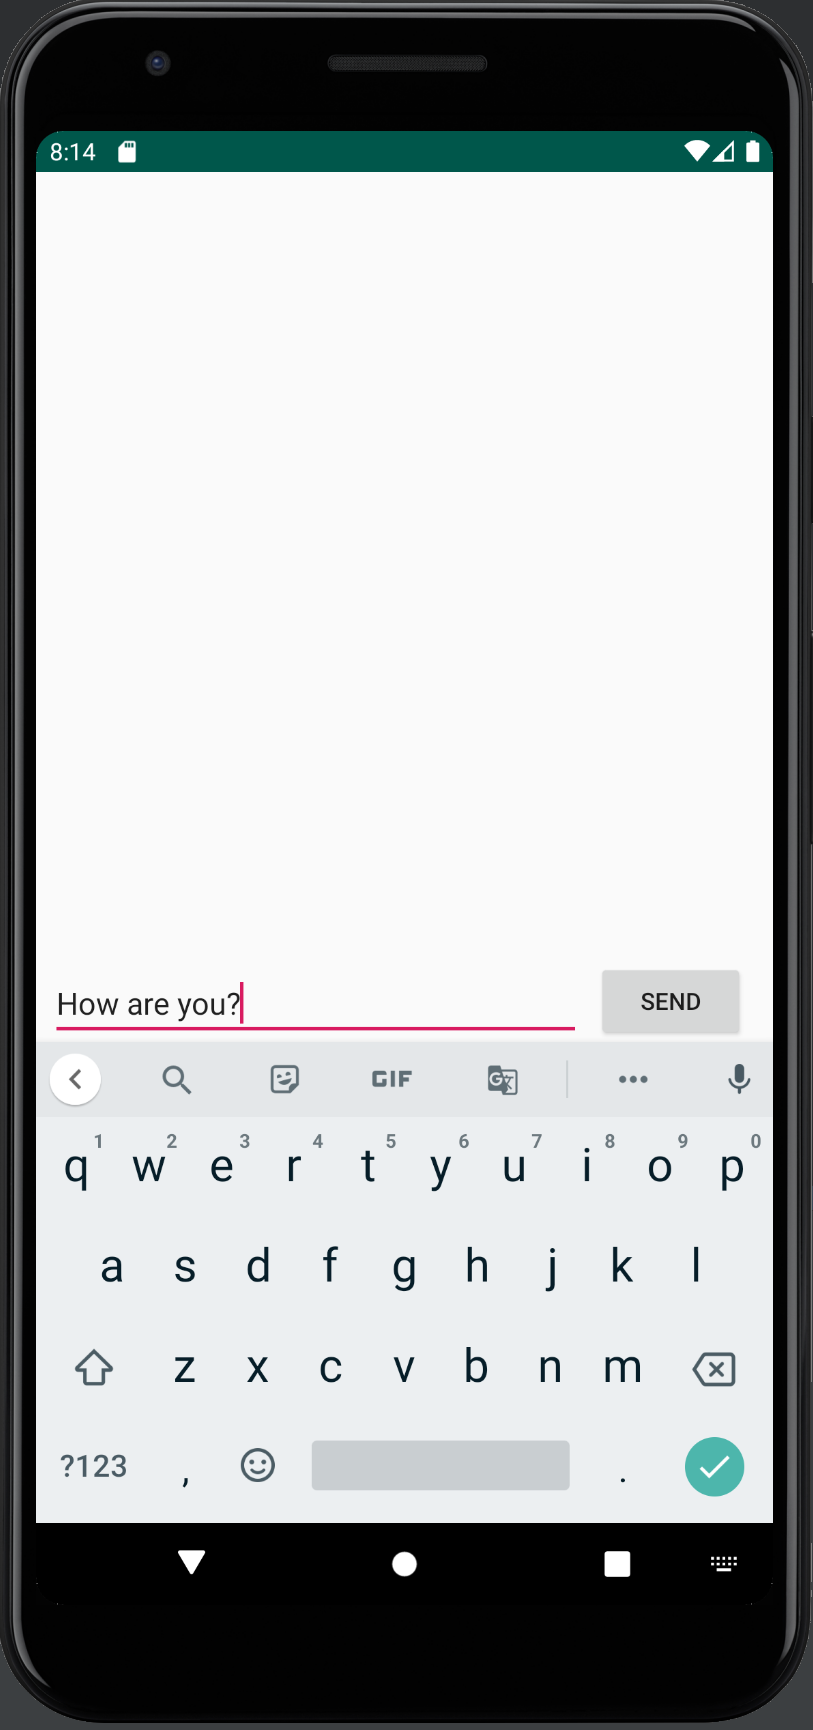 8:14
How are you?
SEND
GIF
G
1 2 3 4 5 6 7 8 9 0
q w e r t y u i o p
a s d f g h j k l
z x c v b n m
?123 , .